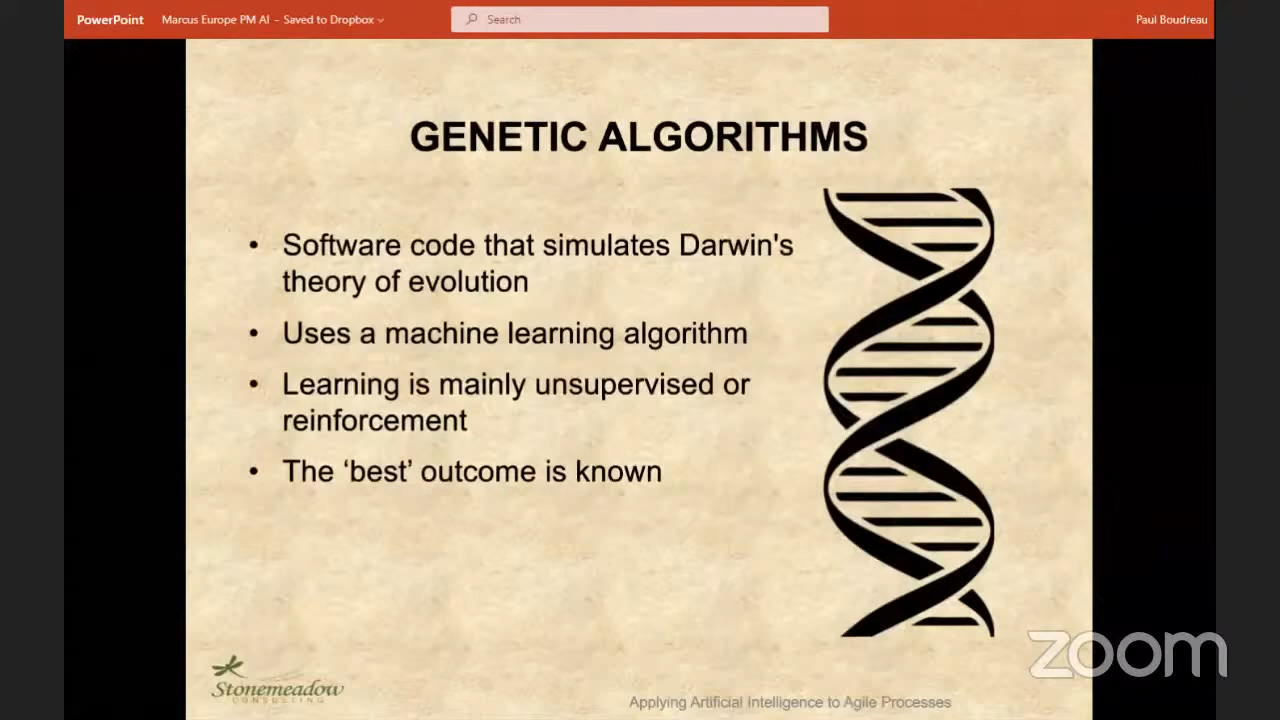 PowerPoint Marcus Europe PM AI - Saved to Dropbox Search Paul Boudreau
GENETIC ALGORITHMS
• Software code that simulates Darwin's
theory of evolution
• Uses a machine learning algorithm
• Learning is mainly unsupervised or
reinforcement
• The ‘best’ outcome is known
zoom
Stonemeadow
CONSULTING
Applying Artificial Intelligence to Agile Processes